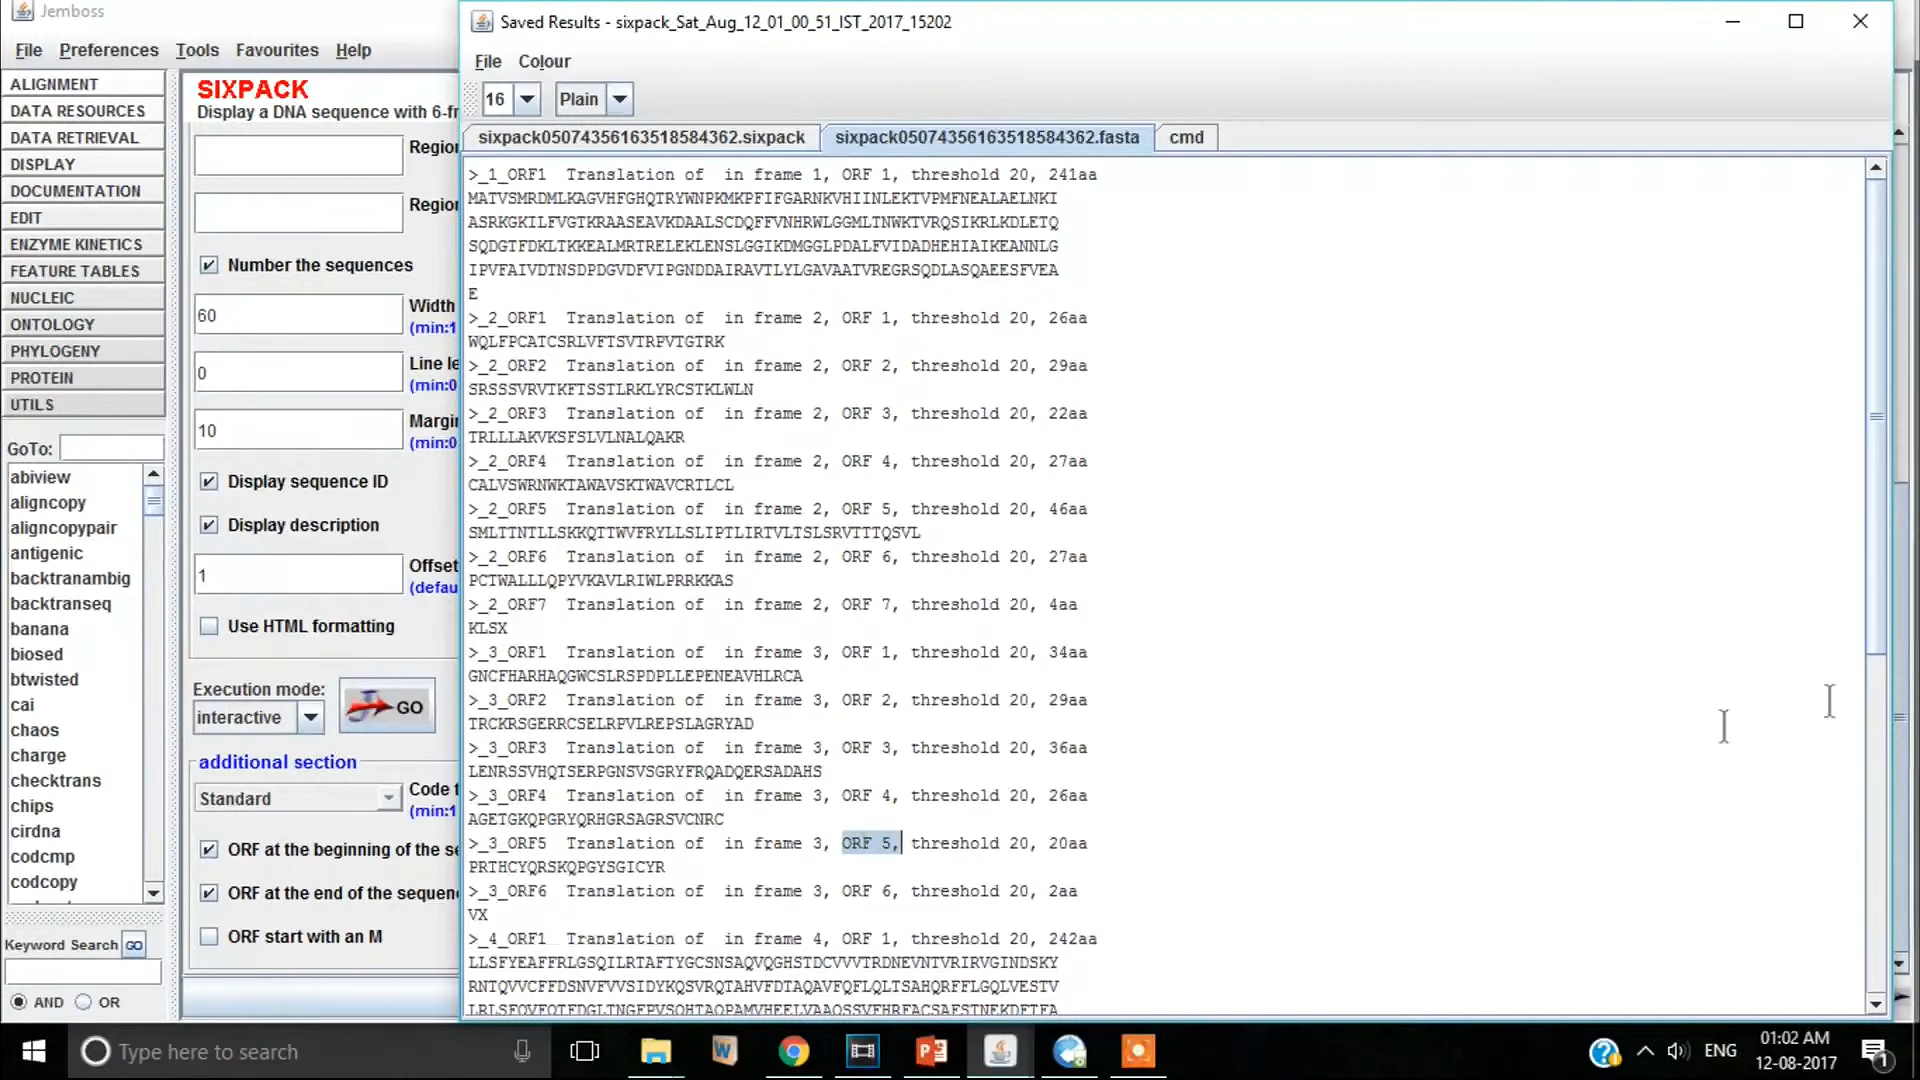 Jemboss
File Preferences Tools Favourites Help
ALIGNMENT
DATA RESOURCES
DATA RETRIEVAL
DISPLAY
DOCUMENTATION
EDIT
ENZYME KINETICS
FEATURE TABLES
NUCLEIC
ONTOLOGY
PHYLOGENY
PROTEIN
UTILS
GoTo:
abiview
aligncopy
aligncopypair
antigenic
backtranambig
backtranseq
banana
biosed
btwisted
cai
chaos
charge
checktrans
chips
cirdna
codcmp
codcopy
Keyword Search GO
AND OR
SIXPACK
Display a DNA sequence with 6-fr
Region
Region
Number the sequences
60 Width
(min:1
0 Line le
(min:0
10 Margin
(min:0
Display sequence ID
Display description
1 Offset
(defau
Use HTML formatting
Execution mode:
interactive GO
additional section
Standard Code t
(min:1
ORF at the beginning of the se
ORF at the end of the sequenc
ORF start with an M
Saved Results - sixpack_Sat_Aug_12_01_00_51_IST_2017_15202
File Colour
16 Plain
sixpack05074356163518584362.sixpack sixpack05074356163518584362.fasta cmd
>_1_ORF1 Translation of in frame 1, ORF 1, threshold 20, 241aa
MATVSMRDMLKAGVHFGHQTRYWNPKMKPFIFGARNKVHIINLEKTVPMFNEALAELNKI
ASRKGKILFVGTKRAASEAVKDAALSCDQFFVNHRWLGGMLTNWKTVRQSIKRLKDLETQ
SQDGTFDKLTKKEALMRTRELEKLENSLGGIKDMGGLPDALFVIDADHEHIAIKEANNLG
IPVFAIVDTNSDPDGVDFVIPGNDDAIRAVTLYLGAVAATVREGRSQDLASQAEESFVEA
E
>_2_ORF1 Translation of in frame 2, ORF 1, threshold 20, 26aa
WQLFPCATCSRLVFTSVTRPVTGTRK
>_2_ORF2 Translation of in frame 2, ORF 2, threshold 20, 29aa
SRSSSVRVTKFTSSTLRKLYRCSTKLWLN
>_2_ORF3 Translation of in frame 2, ORF 3, threshold 20, 22aa
TRLLLAKVKSFSLVLNALQAKR
>_2_ORF4 Translation of in frame 2, ORF 4, threshold 20, 27aa
CALVSWRNWKTAWAVSKTWAVCRTLCL
>_2_ORF5 Translation of in frame 2, ORF 5, threshold 20, 46aa
SMLTTNTLLSKKQTTWVFRYLLSLIPTLIRTVLTSLSRVTTTQSVL
>_2_ORF6 Translation of in frame 2, ORF 6, threshold 20, 27aa
PCTWALLLQPYVKAVLRIWLPRRKKAS
>_2_ORF7 Translation of in frame 2, ORF 7, threshold 20, 4aa
KLSX
>_3_ORF1 Translation of in frame 3, ORF 1, threshold 20, 34aa
GNCFHARHAQGWCSLRSPDPLLEPENEAVHLRCA
>_3_ORF2 Translation of in frame 3, ORF 2, threshold 20, 29aa
TRCKRSGERRCSELRPVLREPSLAGRYAD
>_3_ORF3 Translation of in frame 3, ORF 3, threshold 20, 36aa
LENRSSVHQTSERPGNSVSGRYFRQADQERSADAHS
>_3_ORF4 Translation of in frame 3, ORF 4, threshold 20, 26aa
AGETGKQPGRYQRHGRSAGRSVCNRC
>_3_ORF5 Translation of in frame 3, ORF 5, threshold 20, 20aa
PRTHCYQRSKQPGYSGICYR
>_3_ORF6 Translation of in frame 3, ORF 6, threshold 20, 2aa
VX
>_4_ORF1 Translation of in frame 4, ORF 1, threshold 20, 242aa
LLSFYEAFFRLGSQILRTAFTYGCSNSAQVQGHSTDCVVVTRDNEVNTVRIRVGINDSKY
RNTQVVCFFDSNVFVVSIDYKQSVRQTAHVFDTAQAVFQFLQLTSAHQRFFLGQLVESTV
Type here to search
ENG
01:02 AM
12-08-2017
1